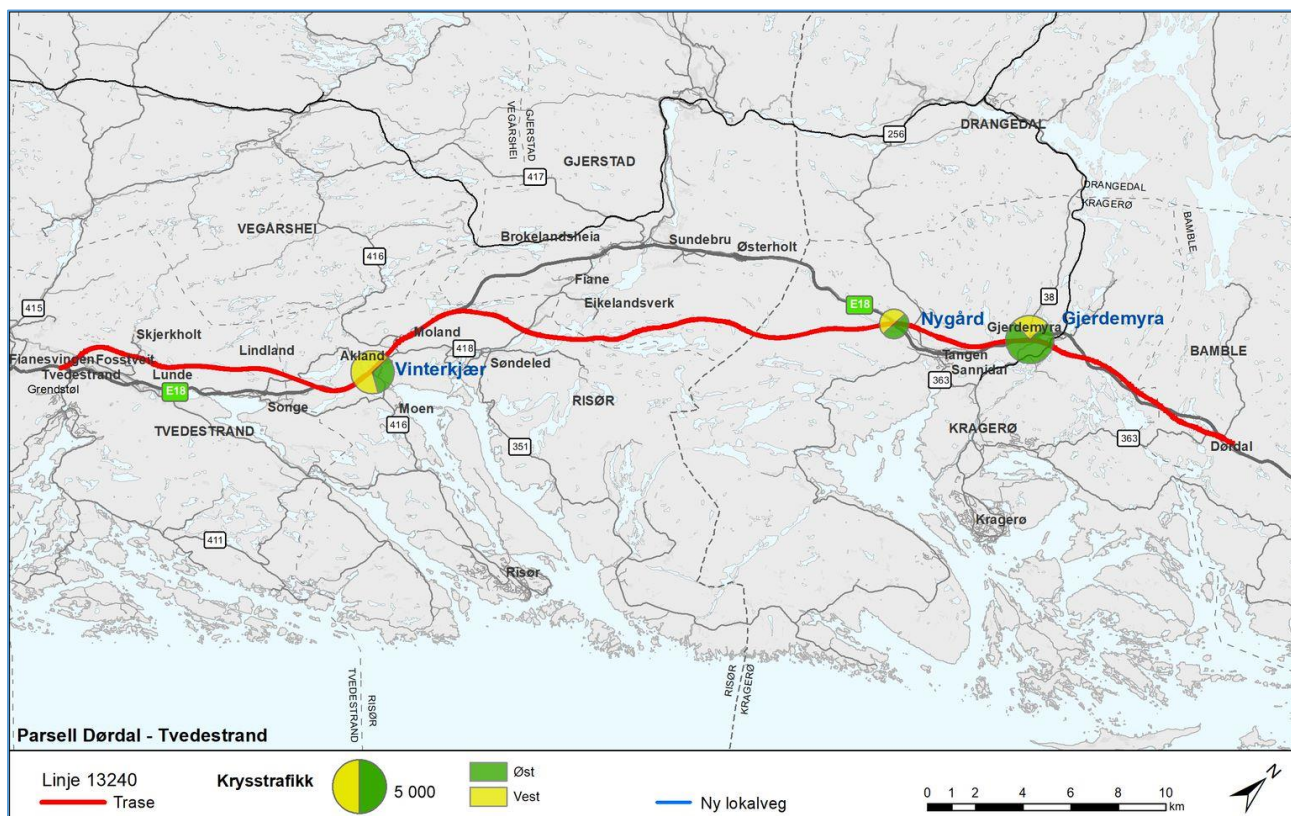 256
DRANGEDAL
GJERSTAD
VEGÅRSHEI
GJERSTAD
417
DRANGEDAL
KRAGERØ
BAMBLE
VEGÅRSHEI
416
Brokelandsheia
Sundebru
Østerholt
Fiane
Eikelandsverk
415
E18
38
Nygård
Gjerdemyra
Gjerdemyra
Skjerkholt
Moland
Lindland
Akland
418
Søndeled
Tangen
Sannidal
BAMBLE
Fianesvingen
Fosstveit
Tvedestrand
Lunde
Vinterkjær
363
Grendstøl
E18
Songe
Moen
RISØR
416
TVEDESTRAND
KRAGERØ
363
351
Dørdal
411
Kragerø
Risør
TVEDESTRAND
RISØR
RISØR
KRAGERØ
Parsell Dørdal - Tvedestrand
Linje 13240
Trase
Krysstrafikk
5 000
Øst
Vest
Ny lokalveg
0 1 2 4 6 8 10
km
N